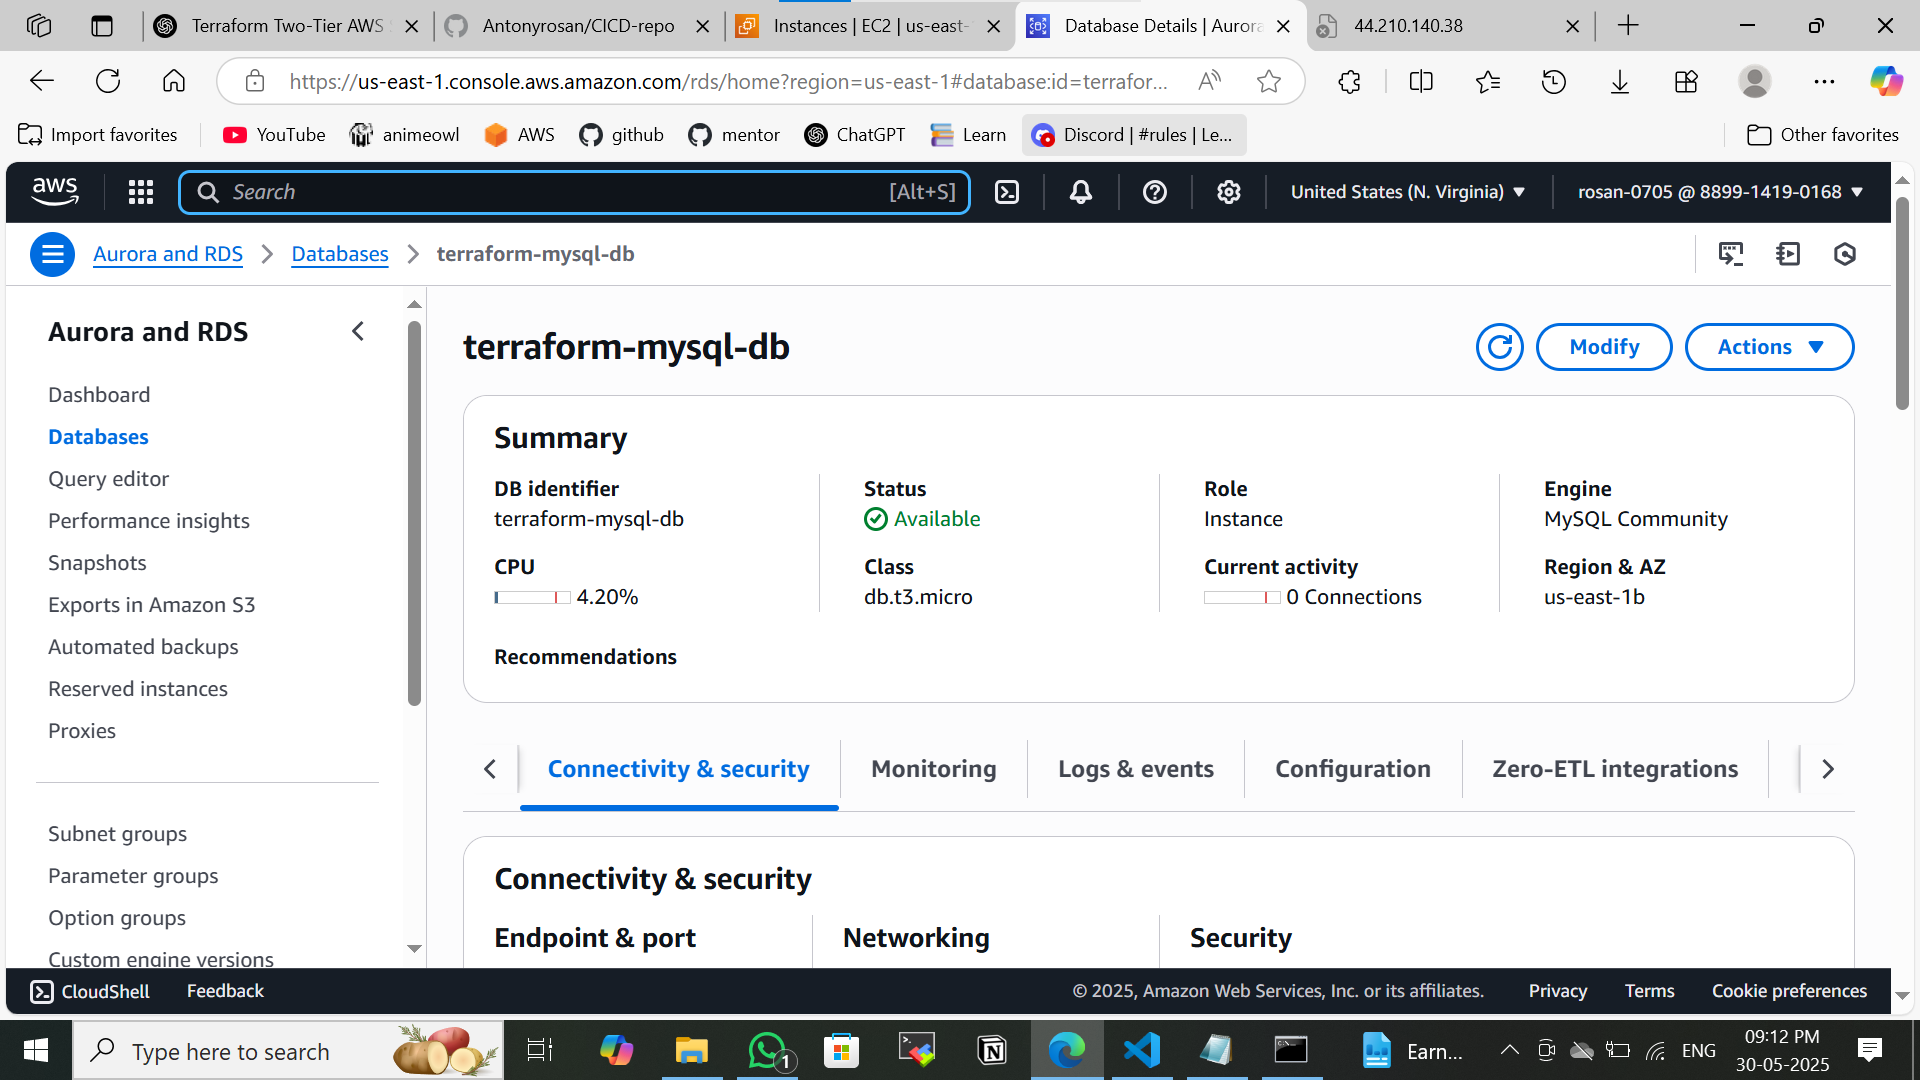 Terraform Two-Tier AWS
Antonyrosan/CICD-repo
Instances | EC2 | us-east-
Database Details | Aurora
44.210.140.38
https://us-east-1.console.aws.amazon.com/rds/home?region=us-east-1#database:id=terrafor...
Import favorites
YouTube
animeowl
AWS
github
mentor
ChatGPT
Learn
Discord | #rules | Le...
Other favorites
aws
Search
[Alt+S]
United States (N. Virginia)
rosan-0705 @ 8899-1419-0168
Aurora and RDS
Databases
terraform-mysql-db
Aurora and RDS
Dashboard
Databases
Query editor
Performance insights
Snapshots
Exports in Amazon S3
Automated backups
Reserved instances
Proxies
Subnet groups
Parameter groups
Option groups
Custom engine versions
terraform-mysql-db
Modify
Actions
Summary
DB identifier
terraform-mysql-db
Status
Available
Role
Instance
Engine
MySQL Community
CPU
4.20%
Class
db.t3.micro
Current activity
0 Connections
Region & AZ
us-east-1b
Recommendations
Connectivity & security
Monitoring
Logs & events
Configuration
Zero-ETL integrations
Connectivity & security
Endpoint & port
Networking
Security
CloudShell
Feedback
© 2025, Amazon Web Services, Inc. or its affiliates.
Privacy
Terms
Cookie preferences
Type here to search
1
Earn...
ENG
09:12 PM
30-05-2025